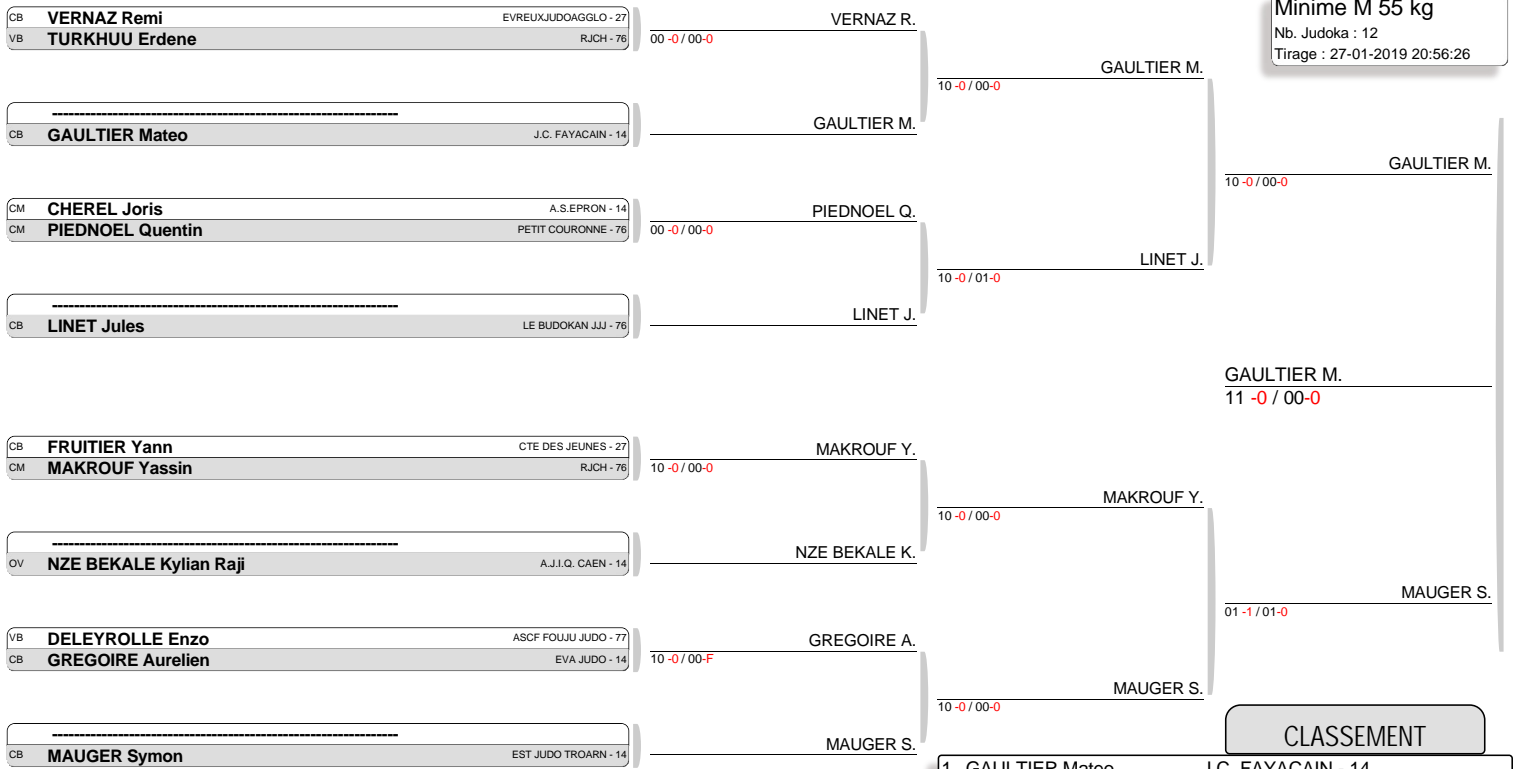 Minime M 55 kg
Nb. Judoka : 12
Tirage : 27-01-2019 20:56:26
CB VERNAZ Remi EVREUXJUDOAGGLO - 27
VB TURKHUU Erdene RJCH - 76
VERNAZ R.
00 -0 / 00-0
----------------------------------------------------------------
CB GAULTIER Mateo J.C. FAYACAIN - 14
GAULTIER M.
GAULTIER M.
10 -0 / 00-0
CM CHEREL Joris A.S.EPRON - 14
CM PIEDNOEL Quentin PETIT COURONNE - 76
PIEDNOEL Q.
00 -0 / 00-0
----------------------------------------------------------------
CB LINET Jules LE BUDOKAN JJJ - 76
LINET J.
LINET J.
10 -0 / 01-0
GAULTIER M.
10 -0 / 00-0
GAULTIER M.
11 -0 / 00-0
CB FRUITIER Yann CTE DES JEUNES - 27
CM MAKROUF Yassin RJCH - 76
MAKROUF Y.
10 -0 / 00-0
----------------------------------------------------------------
OV NZE BEKALE Kylian Raji A.J.I.Q. CAEN - 14
NZE BEKALE K.
MAKROUF Y.
10 -0 / 00-0
VB DELEYROLLE Enzo ASCF FOUJU JUDO - 77
CB GREGOIRE Aurelien EVA JUDO - 14
GREGOIRE A.
10 -0 / 00-F
----------------------------------------------------------------
CB MAUGER Symon EST JUDO TROARN - 14
MAUGER S.
MAUGER S.
10 -0 / 00-0
MAUGER S.
01 -1 / 01-0
CLASSEMENT
1 GAULTIER Mateo J.C. FAYACAIN - 14